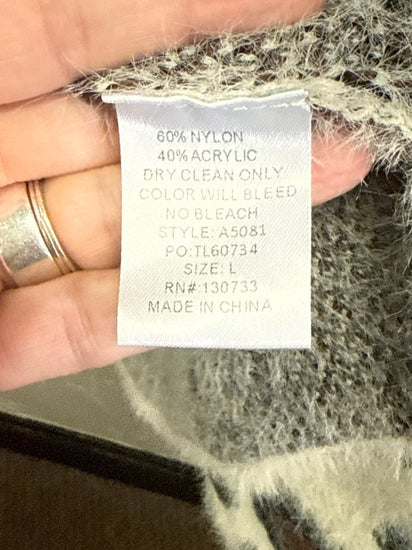 60% NYLON
40% ACRYLIC
DRY CLEAN ONLY
COLOR WILL BLEED
NO BLEACH
STYLE: A5081
PO:TL60734
SIZE: L
RN#:130733
MADE IN CHINA